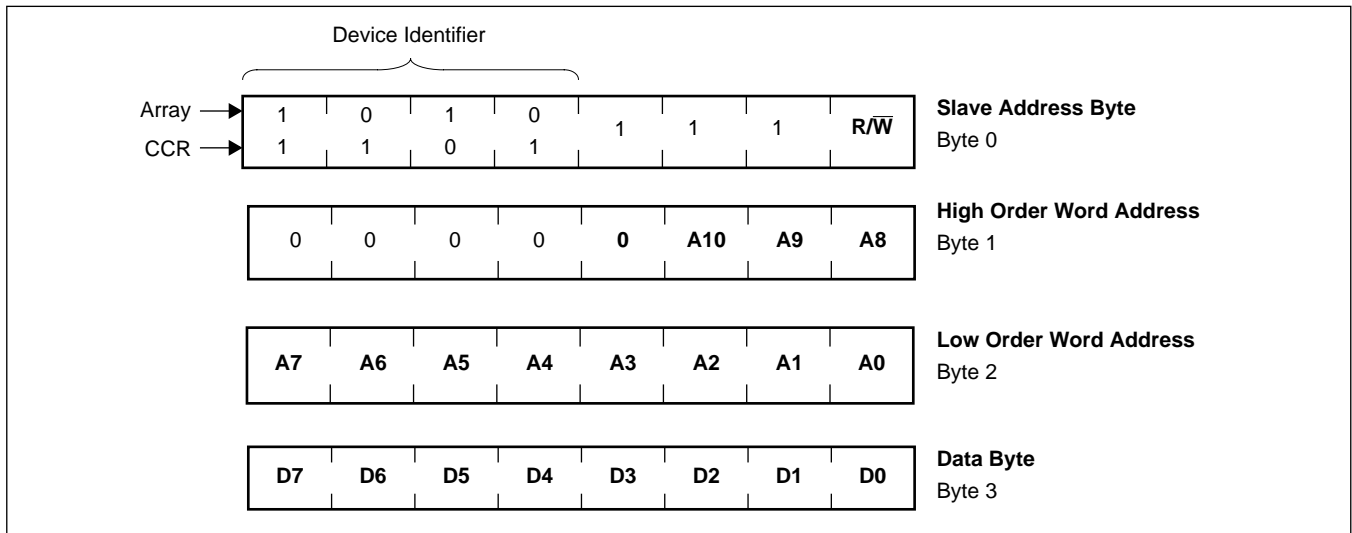 Device Identifier
Array 1 0 1 0 1 1 1 R/W̅ Slave Address Byte
CCR 1 1 0 1 Byte 0
0 0 0 0 0 A10 A9 A8 High Order Word Address
Byte 1
A7 A6 A5 A4 A3 A2 A1 A0 Low Order Word Address
Byte 2
D7 D6 D5 D4 D3 D2 D1 D0 Data Byte
Byte 3